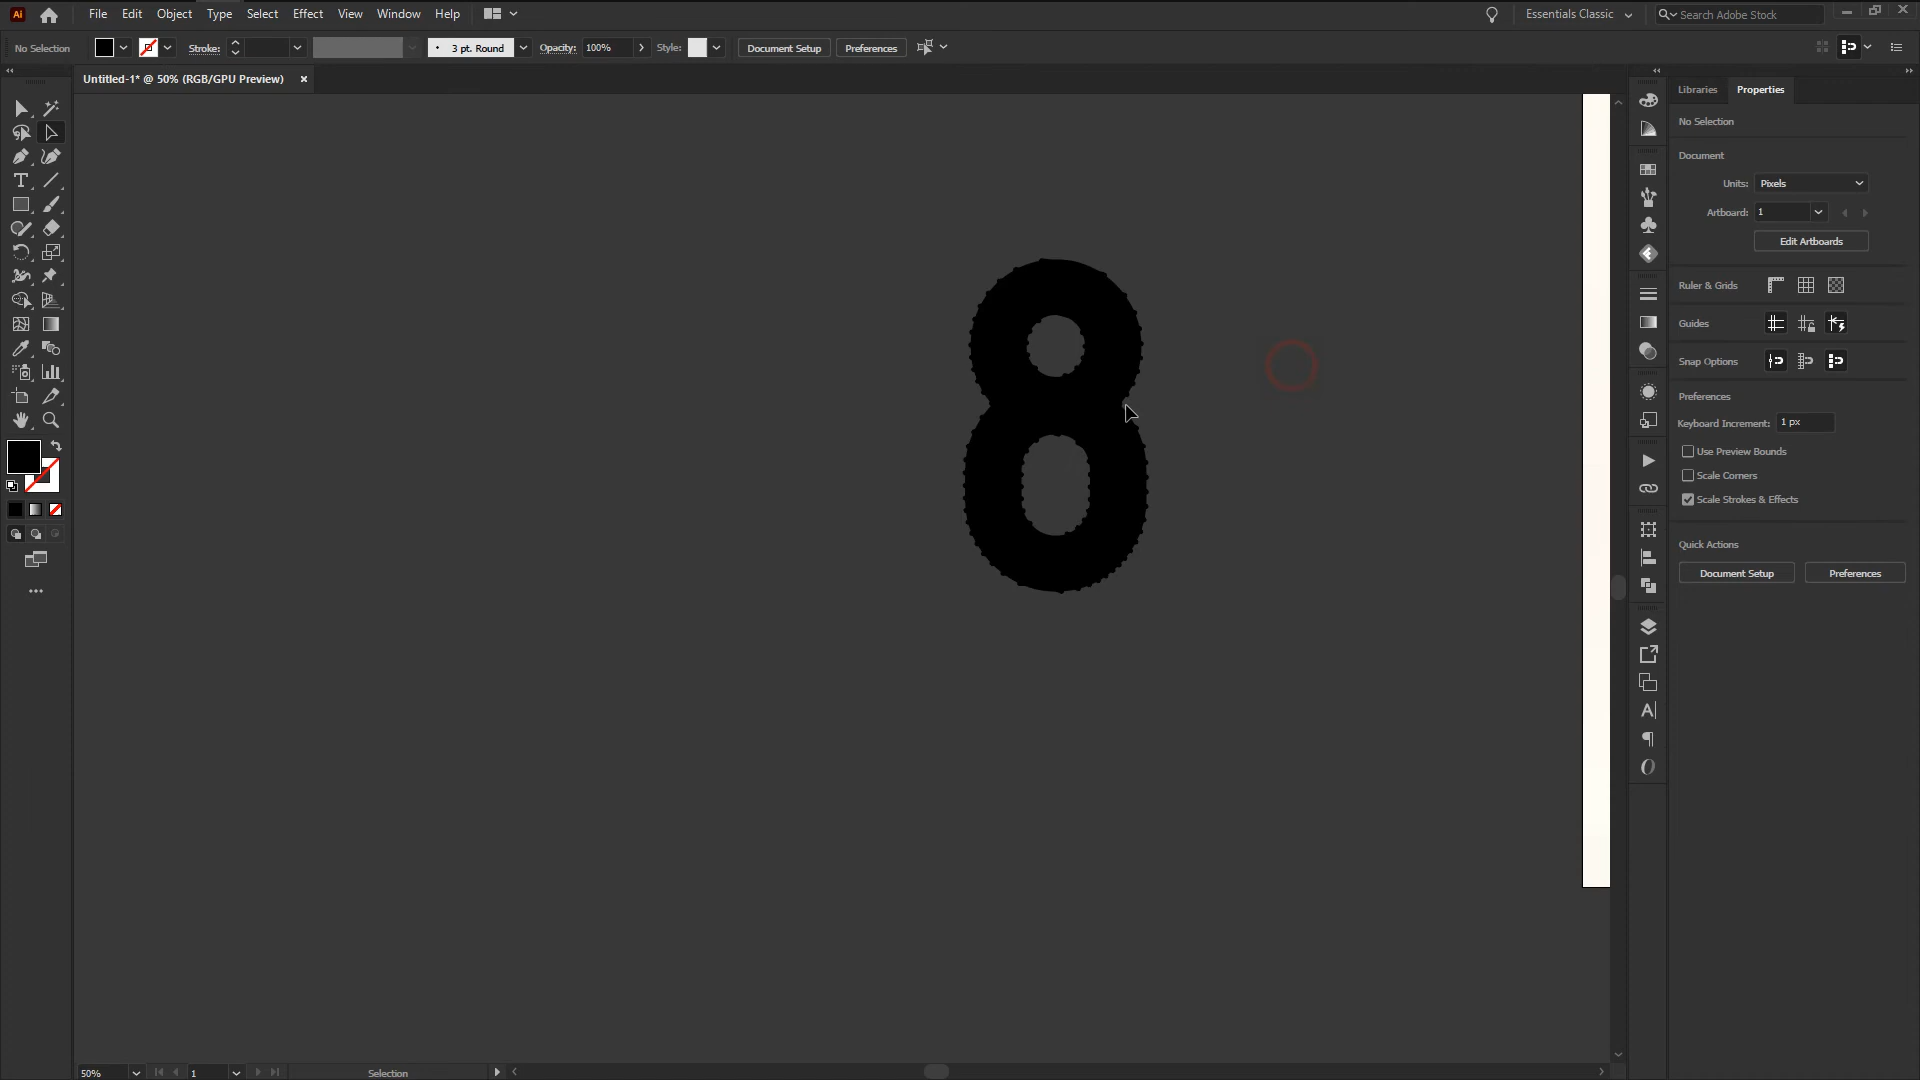 Ai File Edit Object Type Select Effect View Window Help Essentials Classic Search Adobe Stock
No Selection Stroke: 3 pt. Round Opacity: 100% Style: Document Setup Preferences
Untitled-1* @ 50% (RGB/GPU Preview) ×
Libraries Properties
No Selection
Document
Units: Pixels
Artboard: 1
Edit Artboards
Ruler & Grids
Guides
Snap Options
Preferences
Keyboard Increment: 1 px
Use Preview Bounds
Scale Corners
Scale Strokes & Effects
Quick Actions
Document Setup Preferences
8
50% 1 Selection